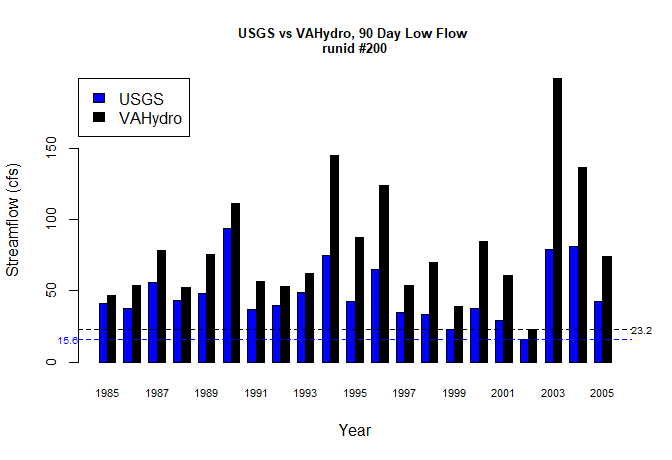 USGS vs VAHydro, 90 Day Low Flow
runid #200
USGS
VAHydro
Streamflow (cfs)
150
100
50
0
23.2
15.6
1985 1987 1989 1991 1993 1995 1997 1999 2001 2003 2005
Year